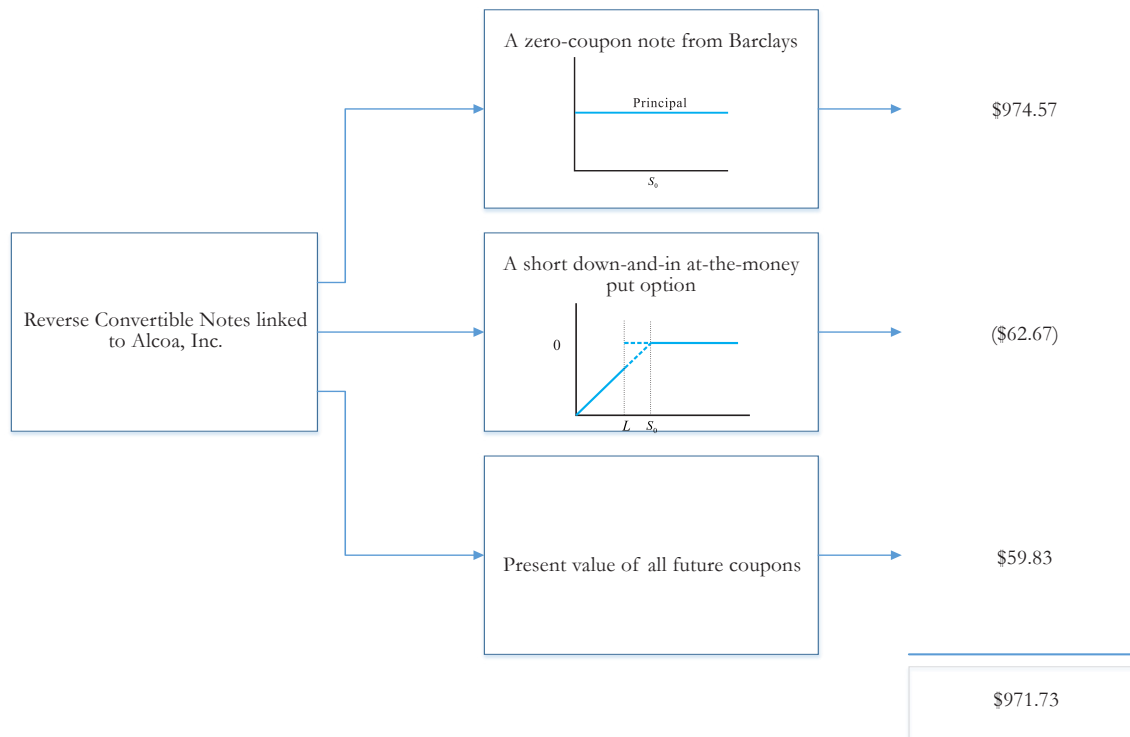 A zero-coupon note from Barclays
Principal
S₀
$974.57
Reverse Convertible Notes linked
to Alcoa, Inc.
A short down-and-in at-the-money
put option
0
L S₀
($62.67)
Present value of all future coupons
$59.83
$971.73